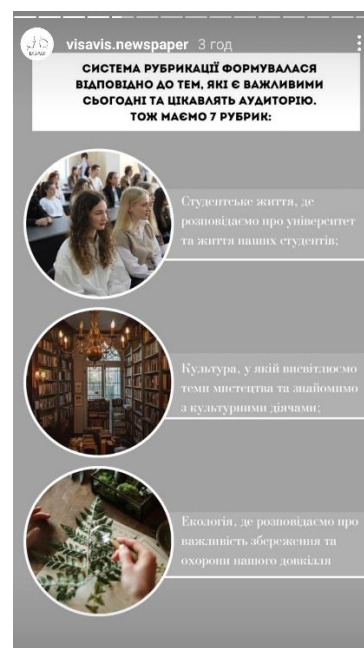 visavis.newspaper 3 год
СИСТЕМА РУБРИКАЦІЇ ФОРМУВАЛАСЯ
ВІДПОВІДНО ДО ТЕМ, ЯКІ Є ВАЖЛИВИМИ
СЬОГОДНІ ТА ЦІКАВЛЯТЬ АУДИТОРІЮ.
ТОЖ МАЄМО 7 РУБРИК:
Студентське життя, де
розповідаємо про університет
та життя наших студентів;
Культура, у якій висвітлюємо
теми мистецтва та знайомимо
з культурними діячами;
Екологія, де розповідаємо про
важливість збереження та
охорони нашого довкілля